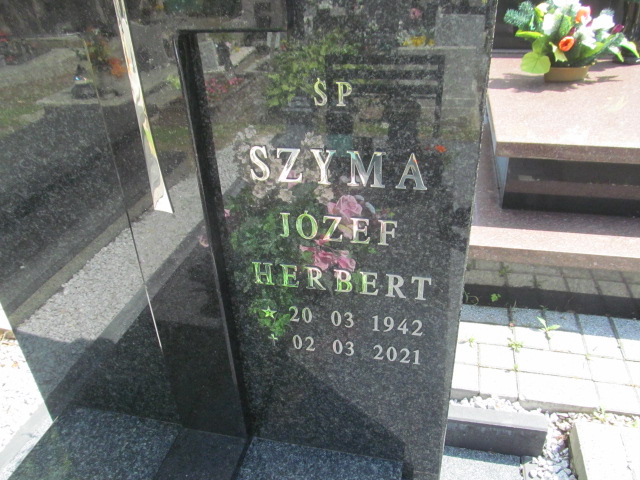 ŚP
SZYMA
JÓZEF
HERBERT
★ 20 03 1942
✝ 02 03 2021